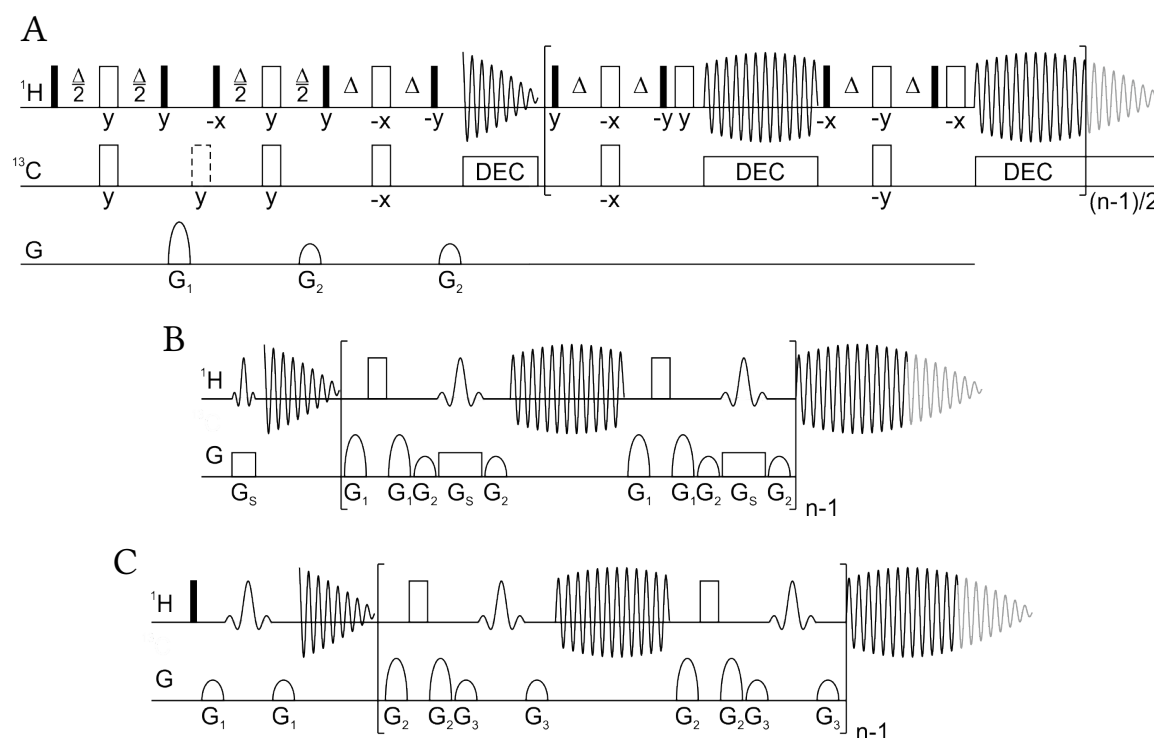 A
¹H Δ/2 Δ/2 Δ/2 Δ/2 Δ Δ Δ Δ Δ Δ
y y -x y y -x -y y -x -y y -x -y -x
¹³C DEC DEC DEC
y y y -x -x -y (n-1)/2
G
G₁ G₂ G₂
B
¹H
G
Gₛ G₁ G₁ G₂ Gₛ G₂ G₁ G₁ G₂ Gₛ G₂ n-1
C
¹H
G
G₁ G₁ G₂ G₂ G₃ G₃ G₂ G₂ G₃ G₃ n-1